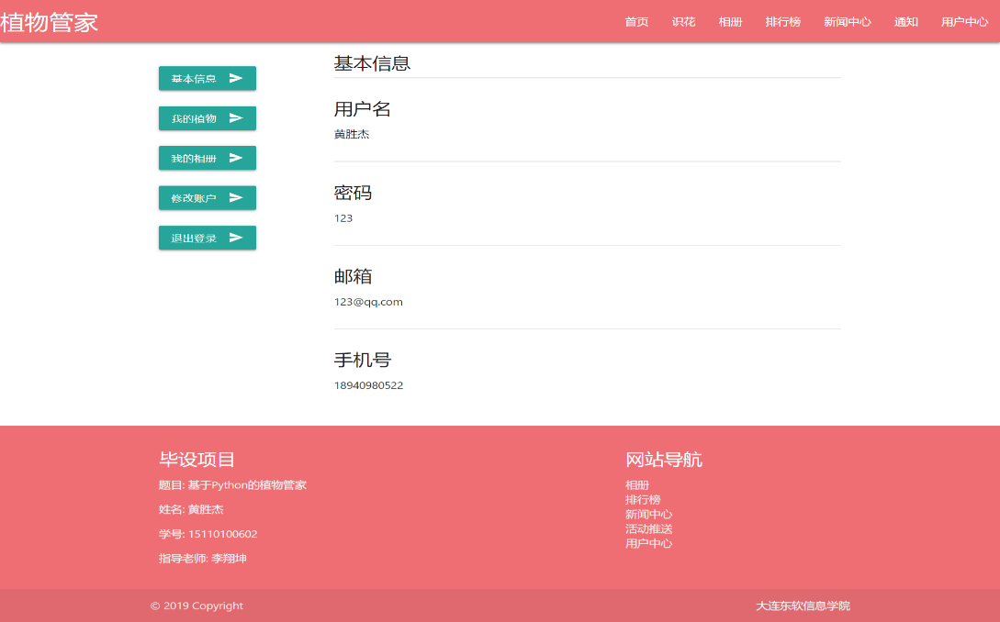 植物管家
首页 识花 相册 排行榜 新闻中心 通知 用户中心
基本信息
我的植物
我的相册
修改账户
退出登录
基本信息
用户名
黄胜杰
密码
123
邮箱
123@qq.com
手机号
18940980522
毕设项目
题目: 基于Python的植物管家
姓名: 黄胜杰
学号: 15110100602
指导老师: 李翔坤
网站导航
相册
排行榜
新闻中心
活动推送
用户中心
© 2019 Copyright
大连东软信息学院